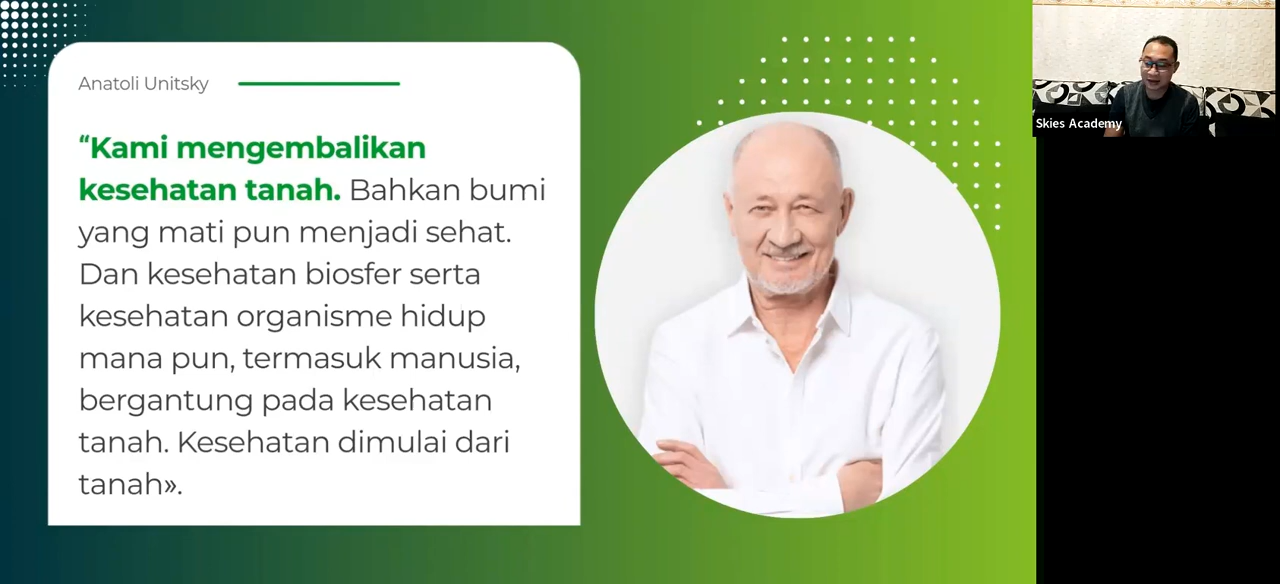 Anatoli Unitsky
“Kami mengembalikan
kesehatan tanah. Bahkan bumi
yang mati pun menjadi sehat.
Dan kesehatan biosfer serta
kesehatan organisme hidup
mana pun, termasuk manusia,
bergantung pada kesehatan
tanah. Kesehatan dimulai dari
tanah».
Skies Academy